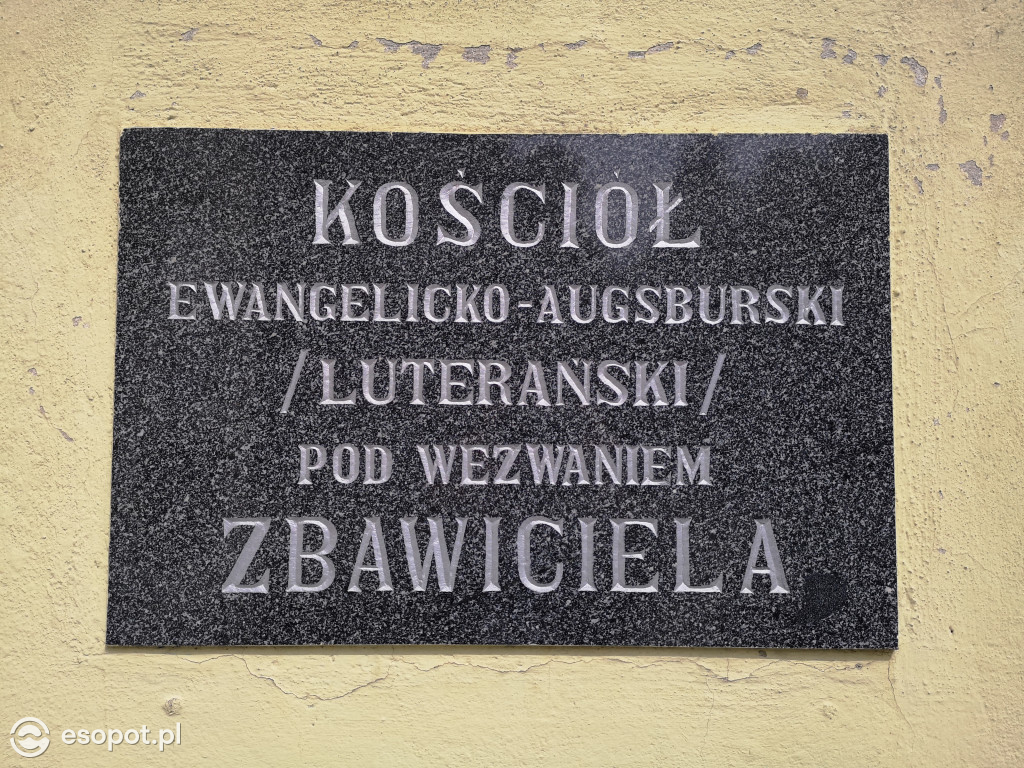 KOŚCIÓŁ
EWANGELICKO-AUGSBURSKI
/LUTERAŃSKI/
POD WEZWANIEM
ZBAWICIELA
esopot.pl